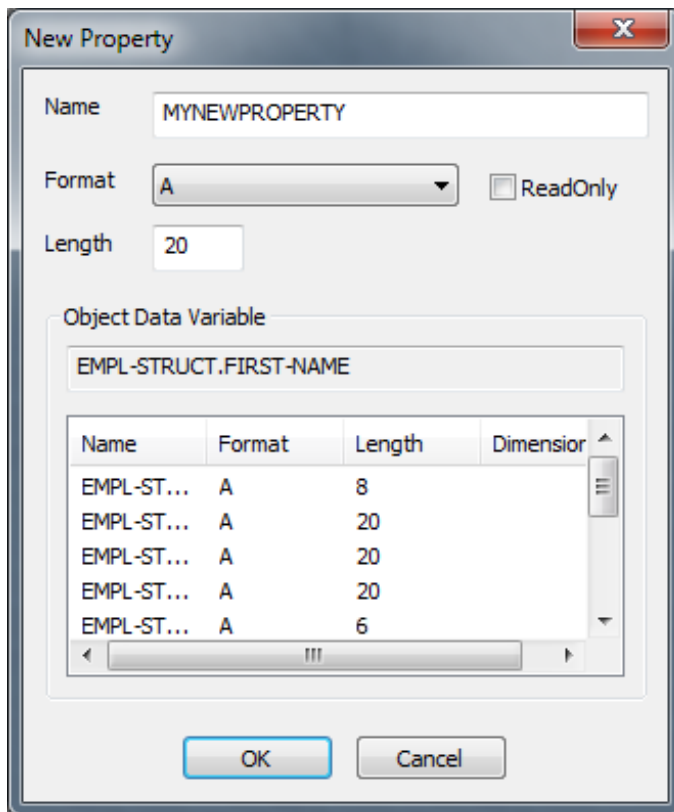 New Property
Name MYNEWPROPERTY
Format A ReadOnly
Length 20
Object Data Variable
EMPL-STRUCT.FIRST-NAME
Name Format Length Dimension
EMPL-ST... A 8
EMPL-ST... A 20
EMPL-ST... A 20
EMPL-ST... A 20
EMPL-ST... A 6
OK Cancel